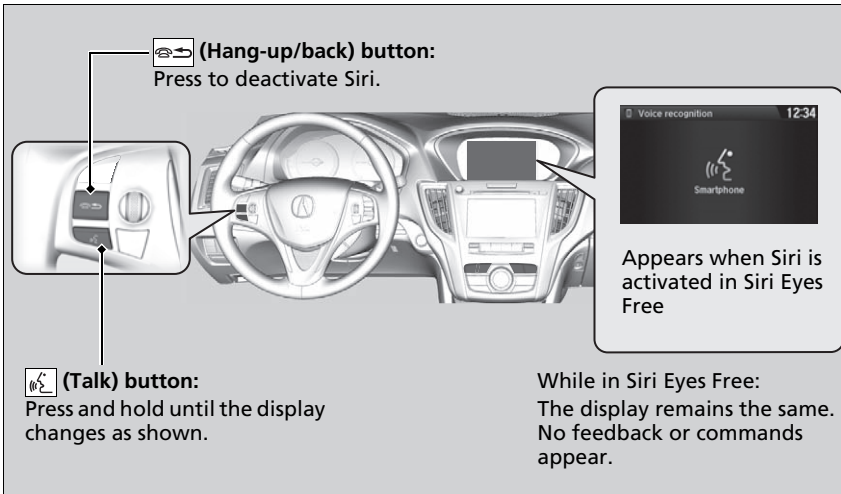 (Hang-up/back) button:
Press to deactivate Siri.
Voice recognition 12:34
Smartphone
Appears when Siri is
activated in Siri Eyes
Free
(Talk) button:
Press and hold until the display
changes as shown.
While in Siri Eyes Free:
The display remains the same.
No feedback or commands
appear.